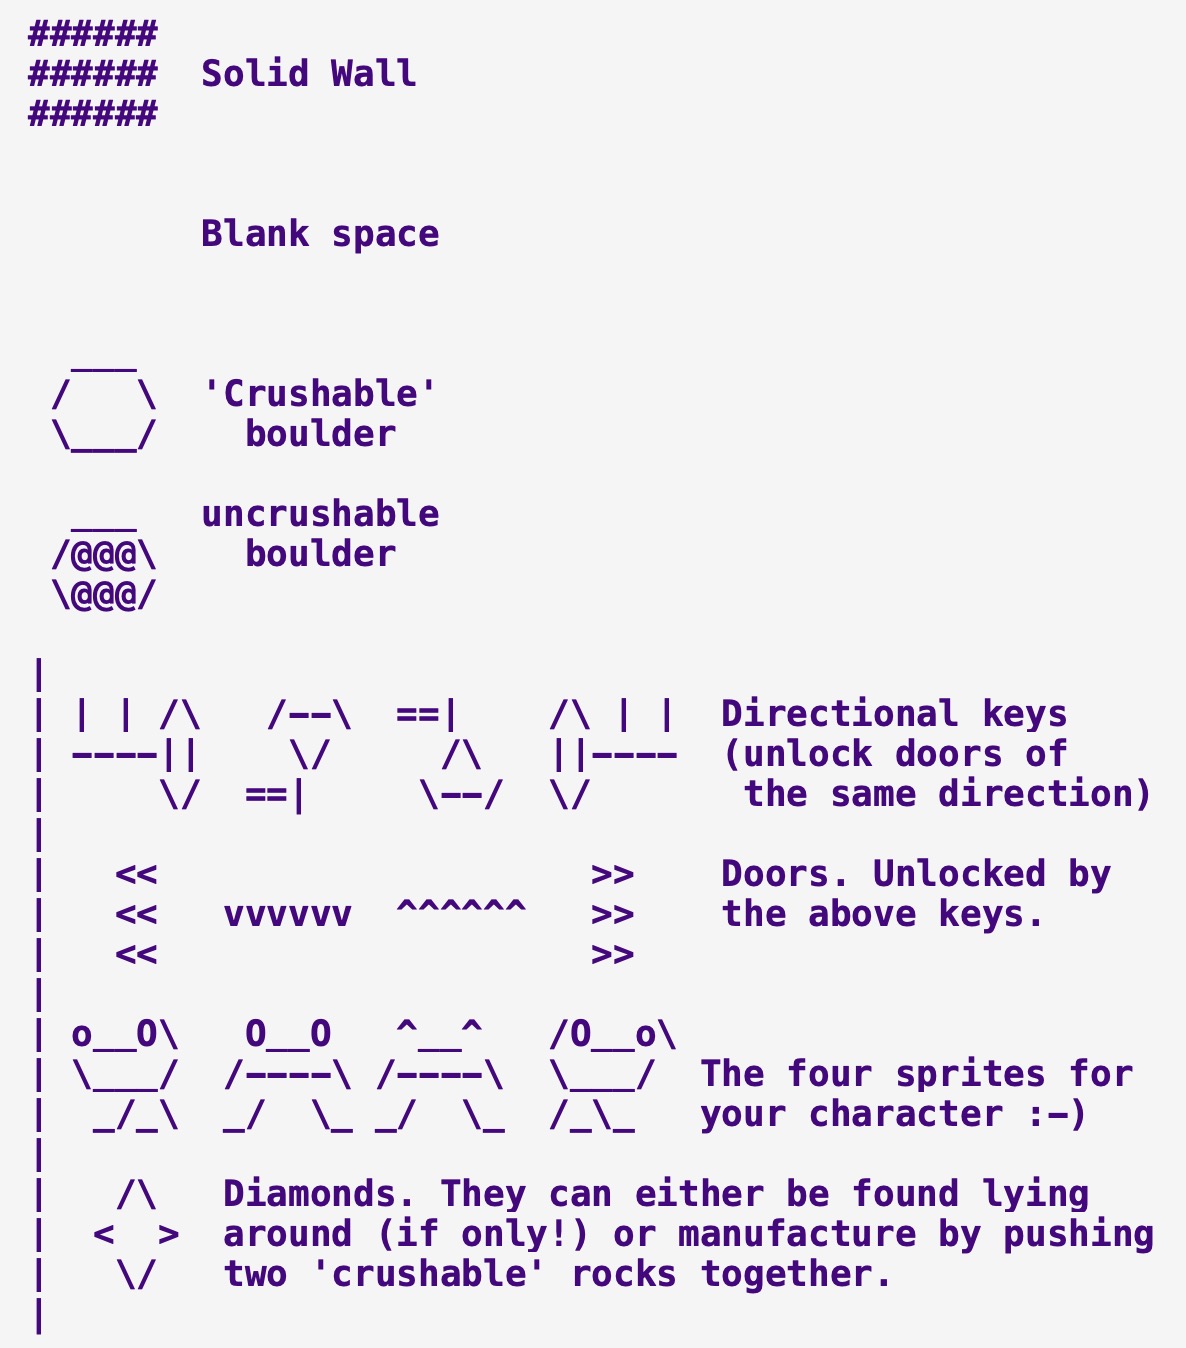 ######
######  Solid Wall
######
        Blank space
  ___
 /   \  'Crushable'
 \___/    boulder
  ___   uncrushable
 /@@@\    boulder
 \@@@/
|
| | | /\   /--\  ==|    /\ | |  Directional keys
| ----||    \/     /\   ||----  (unlock doors of
|     \/  ==|     \--/  \/       the same direction)
|
|   <<                    >>    Doors. Unlocked by
|   <<   vvvvvv  ^^^^^^   >>    the above keys.
|   <<                    >>
|
| o__O\   O__O   ^__^   /O__o\
| \___/  /----\ /----\  \___/  The four sprites for
|  _/_\  _/  \_ _/  \_  /_\_   your character :-)
|
|   /\   Diamonds. They can either be found lying
|  <  >  around (if only!) or manufacture by pushing
|   \/   two 'crushable' rocks together.
|